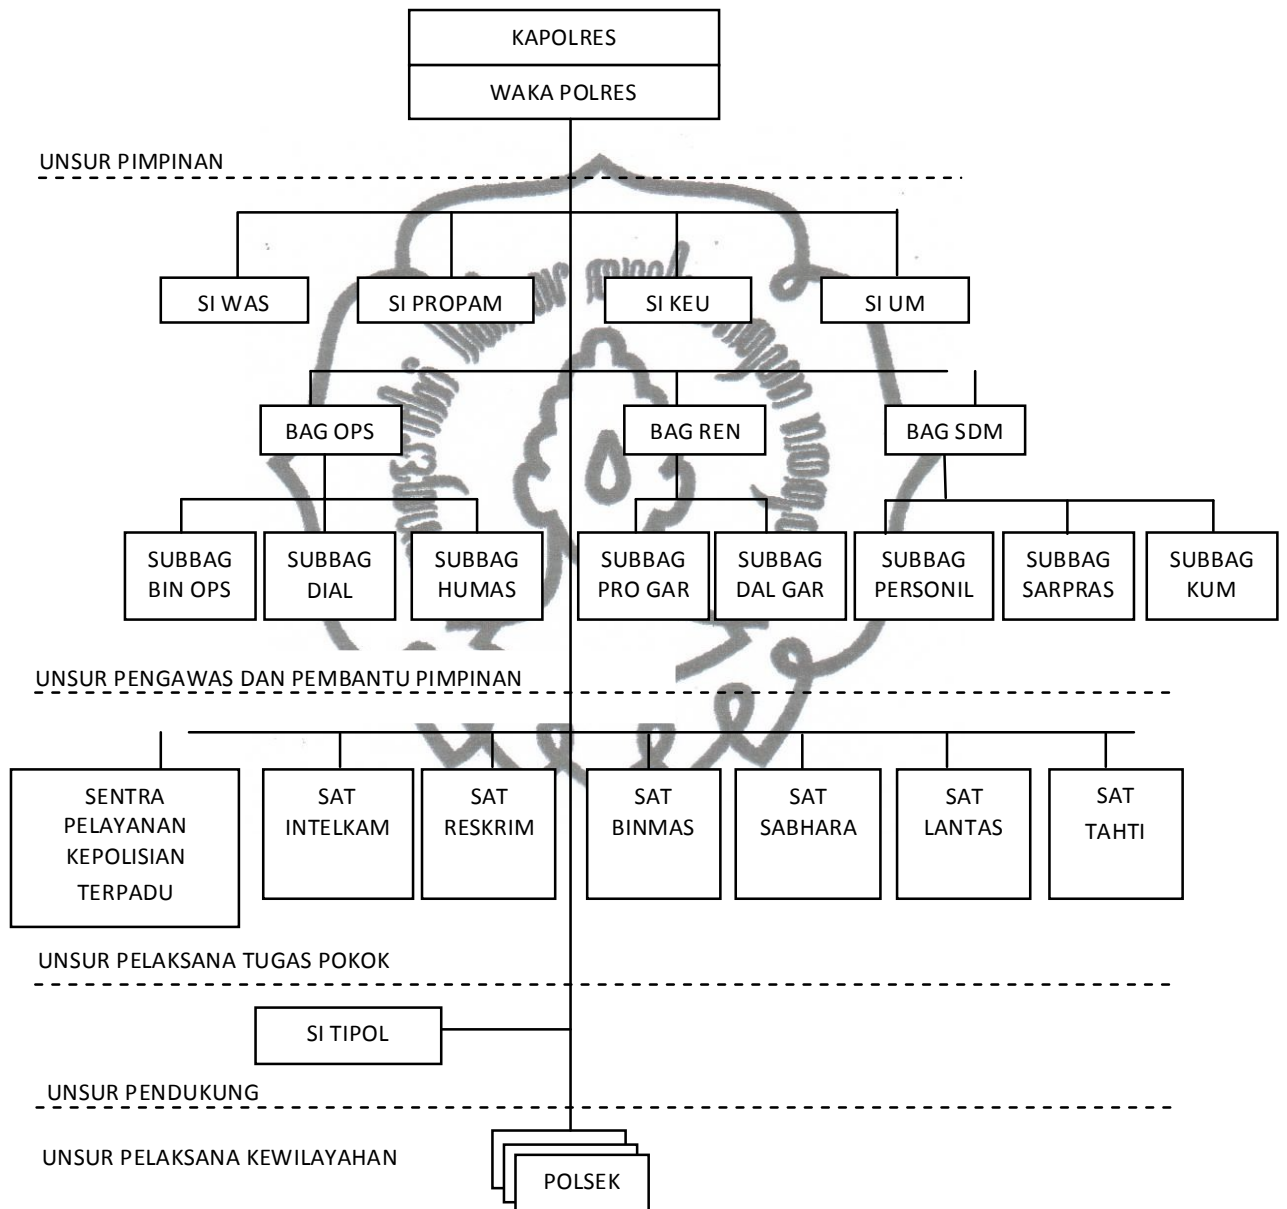 KAPOLRES
WAKA POLRES
UNSUR PIMPINAN
SI WAS
SI PROPAM
SI KEU
SI UM
BAG OPS
BAG REN
BAG SDM
SUBBAG
BIN OPS
SUBBAG
DIAL
SUBBAG
HUMAS
SUBBAG
PRO GAR
SUBBAG
DAL GAR
SUBBAG
PERSONIL
SUBBAG
SARPRAS
SUBBAG
KUM
UNSUR PENGAWAS DAN PEMBANTU PIMPINAN
SENTRA
PELAYANAN
KEPOLISIAN
TERPADU
SAT
INTELKAM
SAT
RESKRIM
SAT
BINMAS
SAT
SABHARA
SAT
LANTAS
SAT
TAHTI
UNSUR PELAKSANA TUGAS POKOK
SI TIPOL
UNSUR PENDUKUNG
UNSUR PELAKSANA KEWILAYAHAN
POLSEK